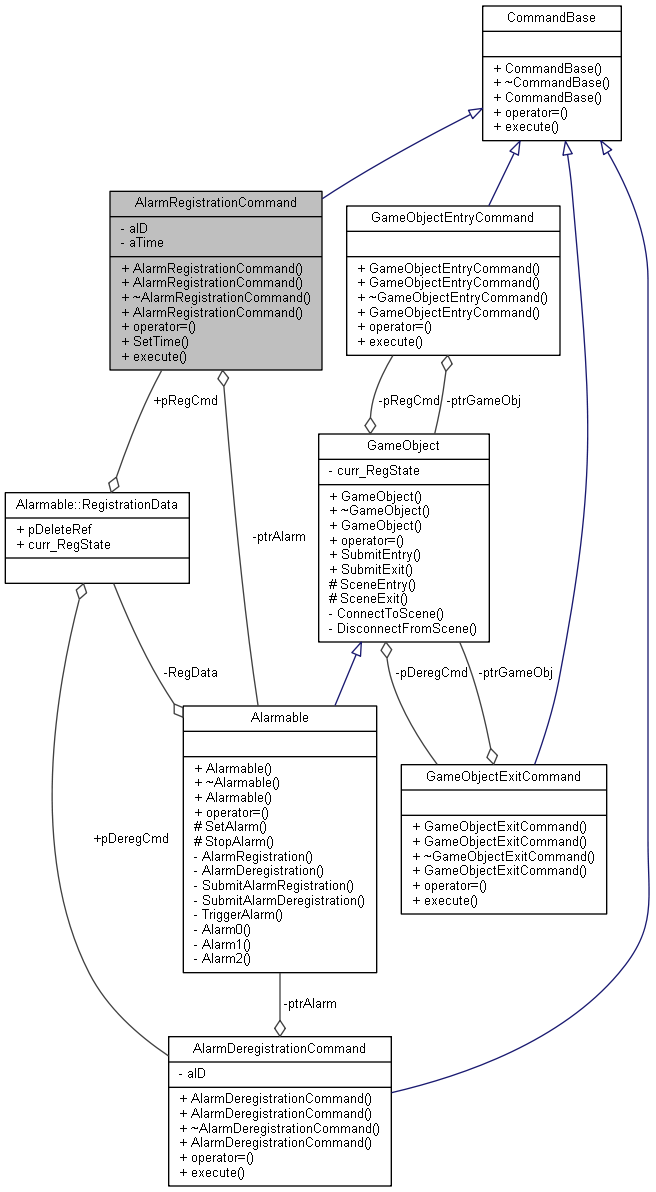 CommandBase
+ CommandBase()
+ ~CommandBase()
+ CommandBase()
+ operator=()
+ execute()
AlarmRegistrationCommand
- aID
- aTime
+ AlarmRegistrationCommand()
+ AlarmRegistrationCommand()
+ ~AlarmRegistrationCommand()
+ AlarmRegistrationCommand()
+ operator=()
+ SetTime()
+ execute()
GameObjectEntryCommand
+ GameObjectEntryCommand()
+ GameObjectEntryCommand()
+ ~GameObjectEntryCommand()
+ GameObjectEntryCommand()
+ operator=()
+ execute()
+pRegCmd
-pRegCmd
-ptrGameObj
GameObject
- curr_RegState
+ GameObject()
+ ~GameObject()
+ GameObject()
+ operator=()
+ SubmitEntry()
+ SubmitExit()
# SceneEntry()
# SceneExit()
- ConnectToScene()
- DisconnectFromScene()
Alarmable::RegistrationData
+ pDeleteRef
+ curr_RegState
-ptrAlarm
-RegData
-pDeregCmd
-ptrGameObj
Alarmable
+ Alarmable()
+ ~Alarmable()
+ Alarmable()
+ operator=()
# SetAlarm()
# StopAlarm()
- AlarmRegistration()
- AlarmDeregistration()
- SubmitAlarmRegistration()
- SubmitAlarmDeregistration()
- TriggerAlarm()
- Alarm0()
- Alarm1()
- Alarm2()
GameObjectExitCommand
+ GameObjectExitCommand()
+ GameObjectExitCommand()
+ ~GameObjectExitCommand()
+ GameObjectExitCommand()
+ operator=()
+ execute()
+pDeregCmd
-ptrAlarm
AlarmDeregistrationCommand
- aID
+ AlarmDeregistrationCommand()
+ AlarmDeregistrationCommand()
+ ~AlarmDeregistrationCommand()
+ AlarmDeregistrationCommand()
+ operator=()
+ execute()